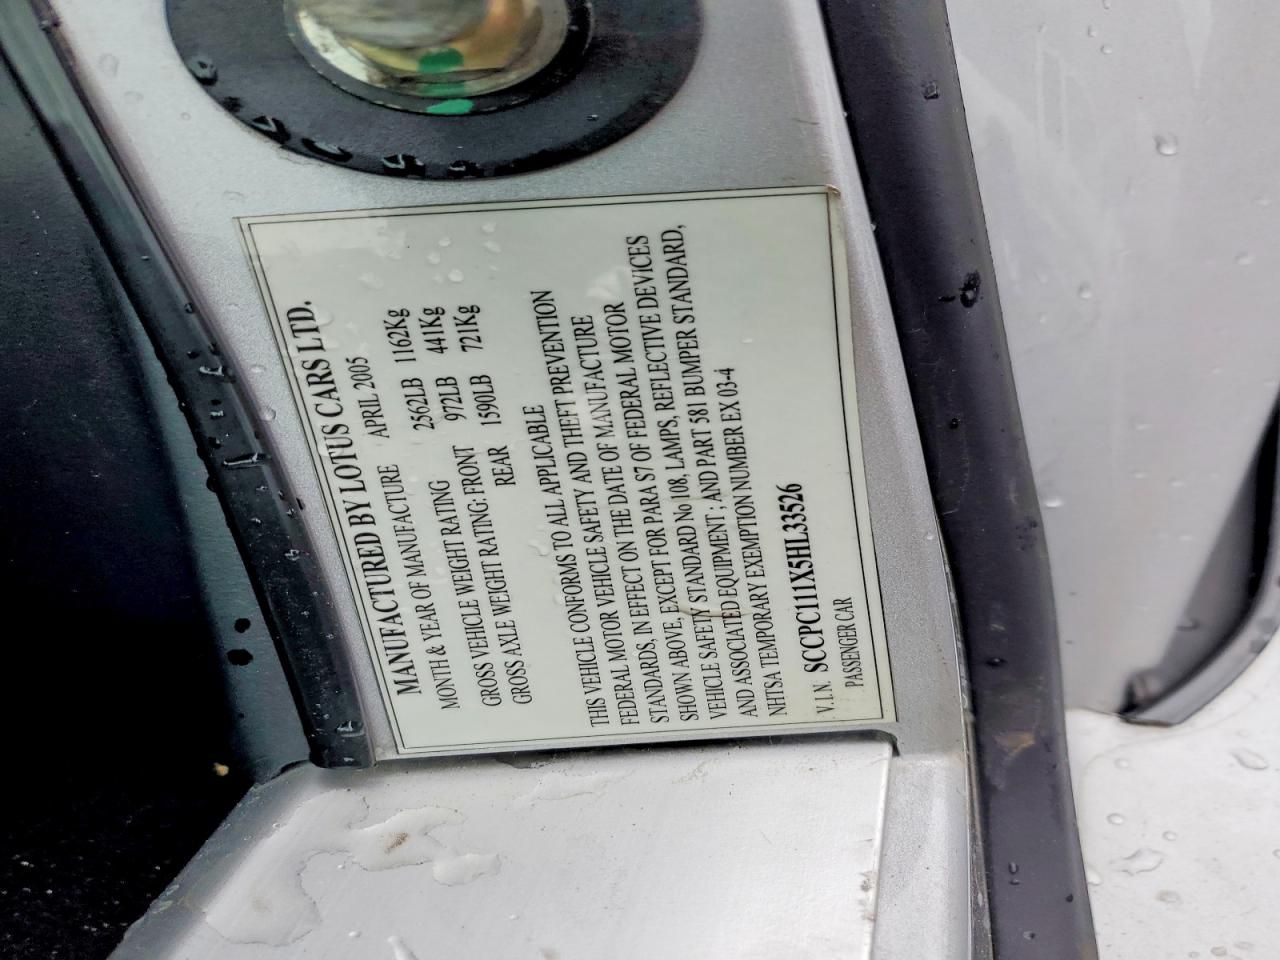 MANUFACTURED BY LOTUS CARS LTD.
MONTH & YEAR OF MANUFACTURE APRIL 2005
GROSS VEHICLE WEIGHT RATING 2562LB 1162Kg
GROSS AXLE WEIGHT RATING: FRONT 972LB 441Kg
REAR 1590LB 721Kg
THIS VEHICLE CONFORMS TO ALL APPLICABLE
FEDERAL MOTOR VEHICLE SAFETY AND THEFT PREVENTION
STANDARDS, IN EFFECT ON THE DATE OF MANUFACTURE
SHOWN ABOVE, EXCEPT FOR PARA S7 OF FEDERAL MOTOR
VEHICLE SAFETY STANDARD No 108, LAMPS, REFLECTIVE DEVICES
AND ASSOCIATED EQUIPMENT ; AND PART 581 BUMPER STANDARD,
NHTSA TEMPORARY EXEMPTION NUMBER EX 03-4
V.I.N. SCCPC111X5HL33526
PASSENGER CAR